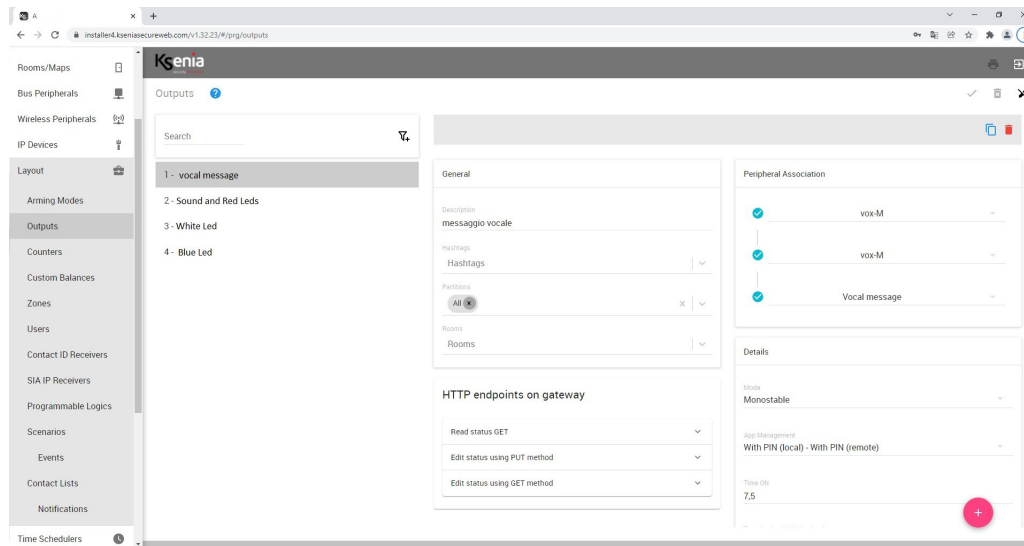 A
installer4.kseniasecureweb.com/v1.32.23/#/prg/outputs
Rooms/Maps
Bus Peripherals
Wireless Peripherals
IP Devices
Layout
Arming Modes
Outputs
Counters
Custom Balances
Zones
Users
Contact ID Receivers
SIA IP Receivers
Programmable Logics
Scenarios
Events
Contact Lists
Notifications
Time Schedulers
Ksenia
Outputs
Search
1 - vocal message
2 - Sound and Red Leds
3 - White Led
4 - Blue Led
General
Description
messaggio vocale
Hashtags
Hashtags
Partitions
All
Rooms
Rooms
HTTP endpoints on gateway
Read status GET
Edit status using PUT method
Edit status using GET method
Peripheral Association
vox-M
vox-M
Vocal message
Details
Mode
Monostable
App Management
With PIN (local) - With PIN (remote)
Time ON
7,5